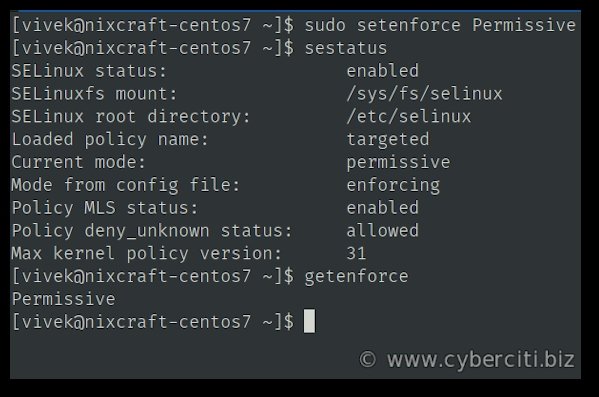 [vivek@nixcraft-centos7 ~]$ sudo setenforce Permissive
[vivek@nixcraft-centos7 ~]$ sestatus
SELinux status:                 enabled
SELinuxfs mount:                /sys/fs/selinux
SELinux root directory:         /etc/selinux
Loaded policy name:             targeted
Current mode:                   permissive
Mode from config file:          enforcing
Policy MLS status:              enabled
Policy deny_unknown status:     allowed
Max kernel policy version:      31
[vivek@nixcraft-centos7 ~]$ getenforce
Permissive
[vivek@nixcraft-centos7 ~]$
© www.cyberciti.biz